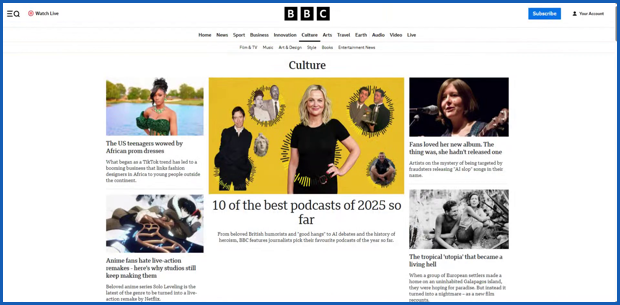 Watch Live
BBC
Subscribe
Your Account
Home News Sport Business Innovation Culture Arts Travel Earth Audio Video Live
Film & TV Music Art & Design Style Books Entertainment News
Culture
The US teenagers wowed by
African prom dresses
What began as a TikTok trend has led to a
booming business that links fashion
designers in Africa to young people outside
the continent.
Anime fans hate live-action
remakes - here's why studios still
keep making them
Beloved anime series Solo Leveling is the
latest of the genre to be turned into a live-
action remake by Netflix.
10 of the best podcasts of 2025 so
far
From beloved British humorists and "good hangs" to AI debates and the history of
heroism, BBC features journalists pick their favourite podcasts of the year so far.
Fans loved her new album. The
thing was, she hadn't released one
Artists on the mystery of being targeted by
fraudsters releasing "AI slop" songs in their
name.
The tropical 'utopia' that became a
living hell
When a group of European settlers made a
home on an uninhabited Galapagos island,
they were hoping for paradise. But instead it
turned into a nightmare – as a new film
recounts.